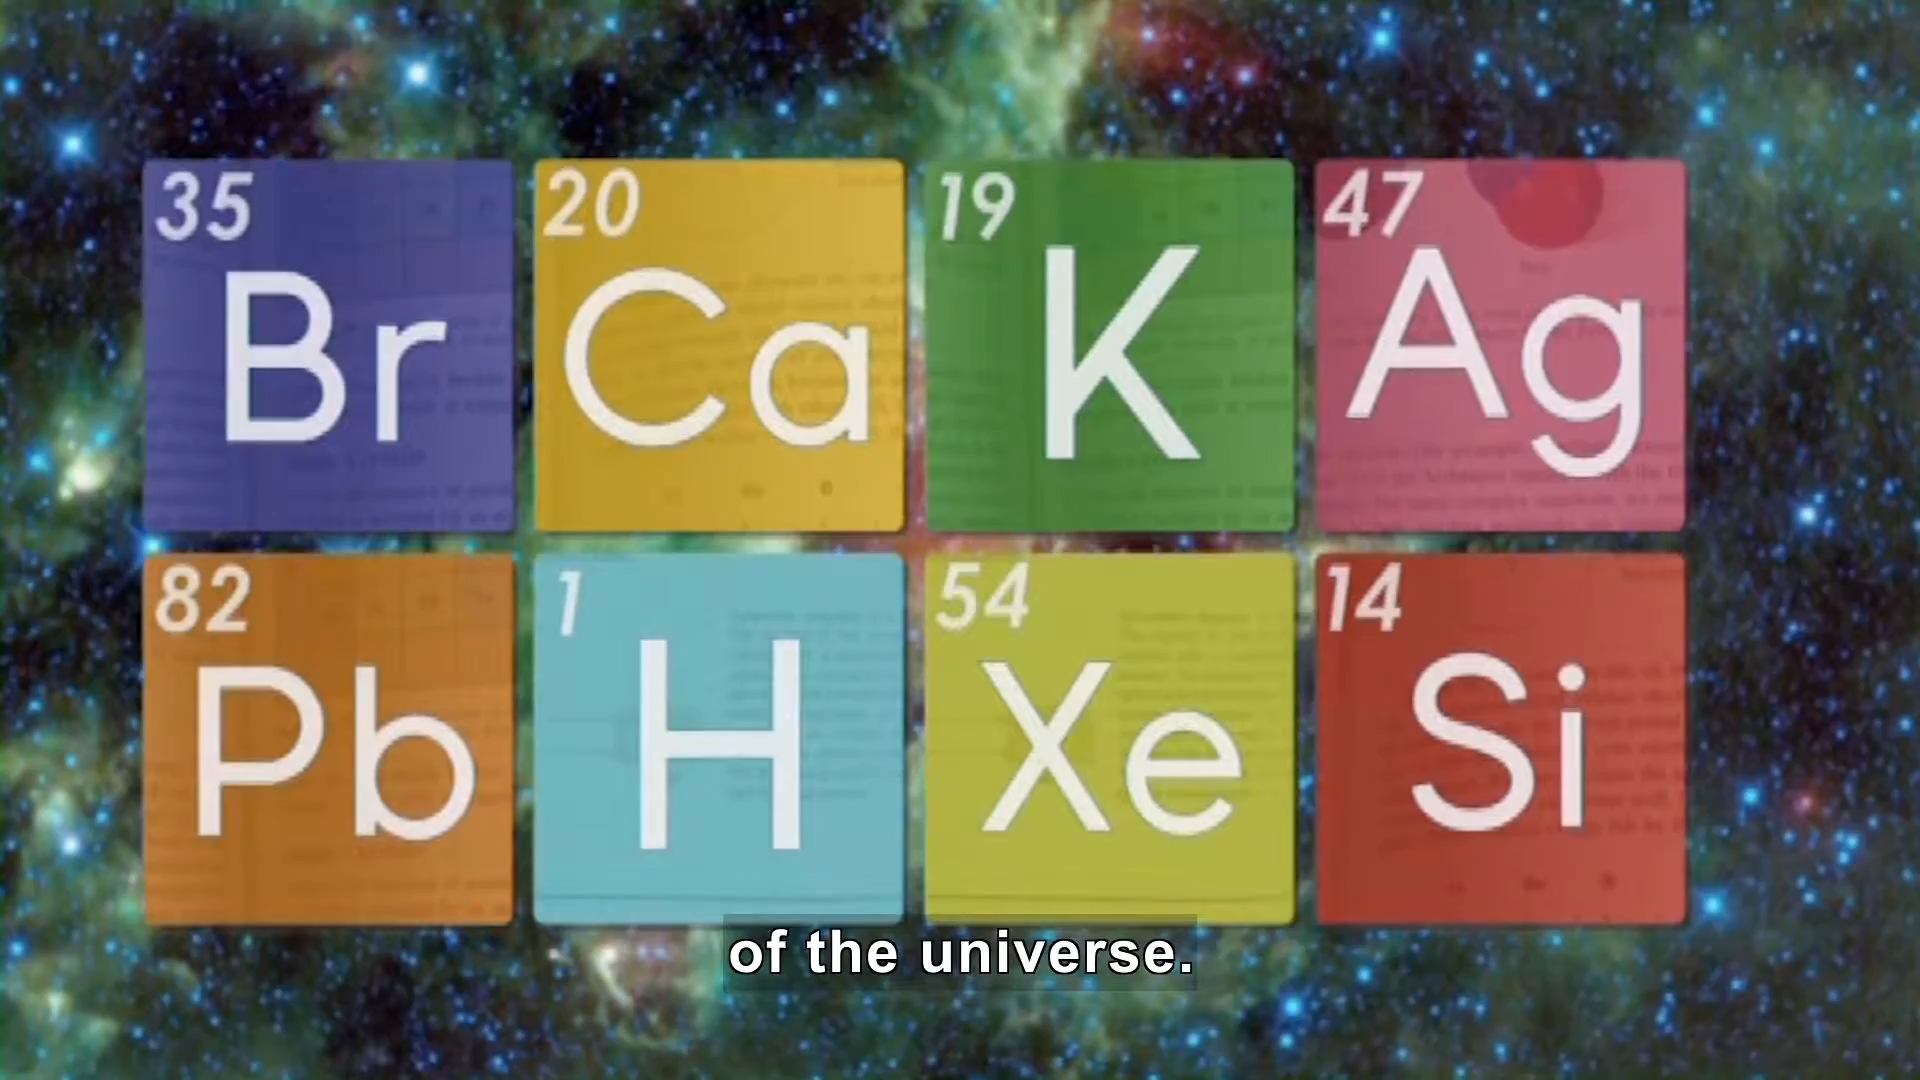 35 20 19 47
Br Ca K Ag
82 1 54 14
Pb H Xe Si
of the universe.